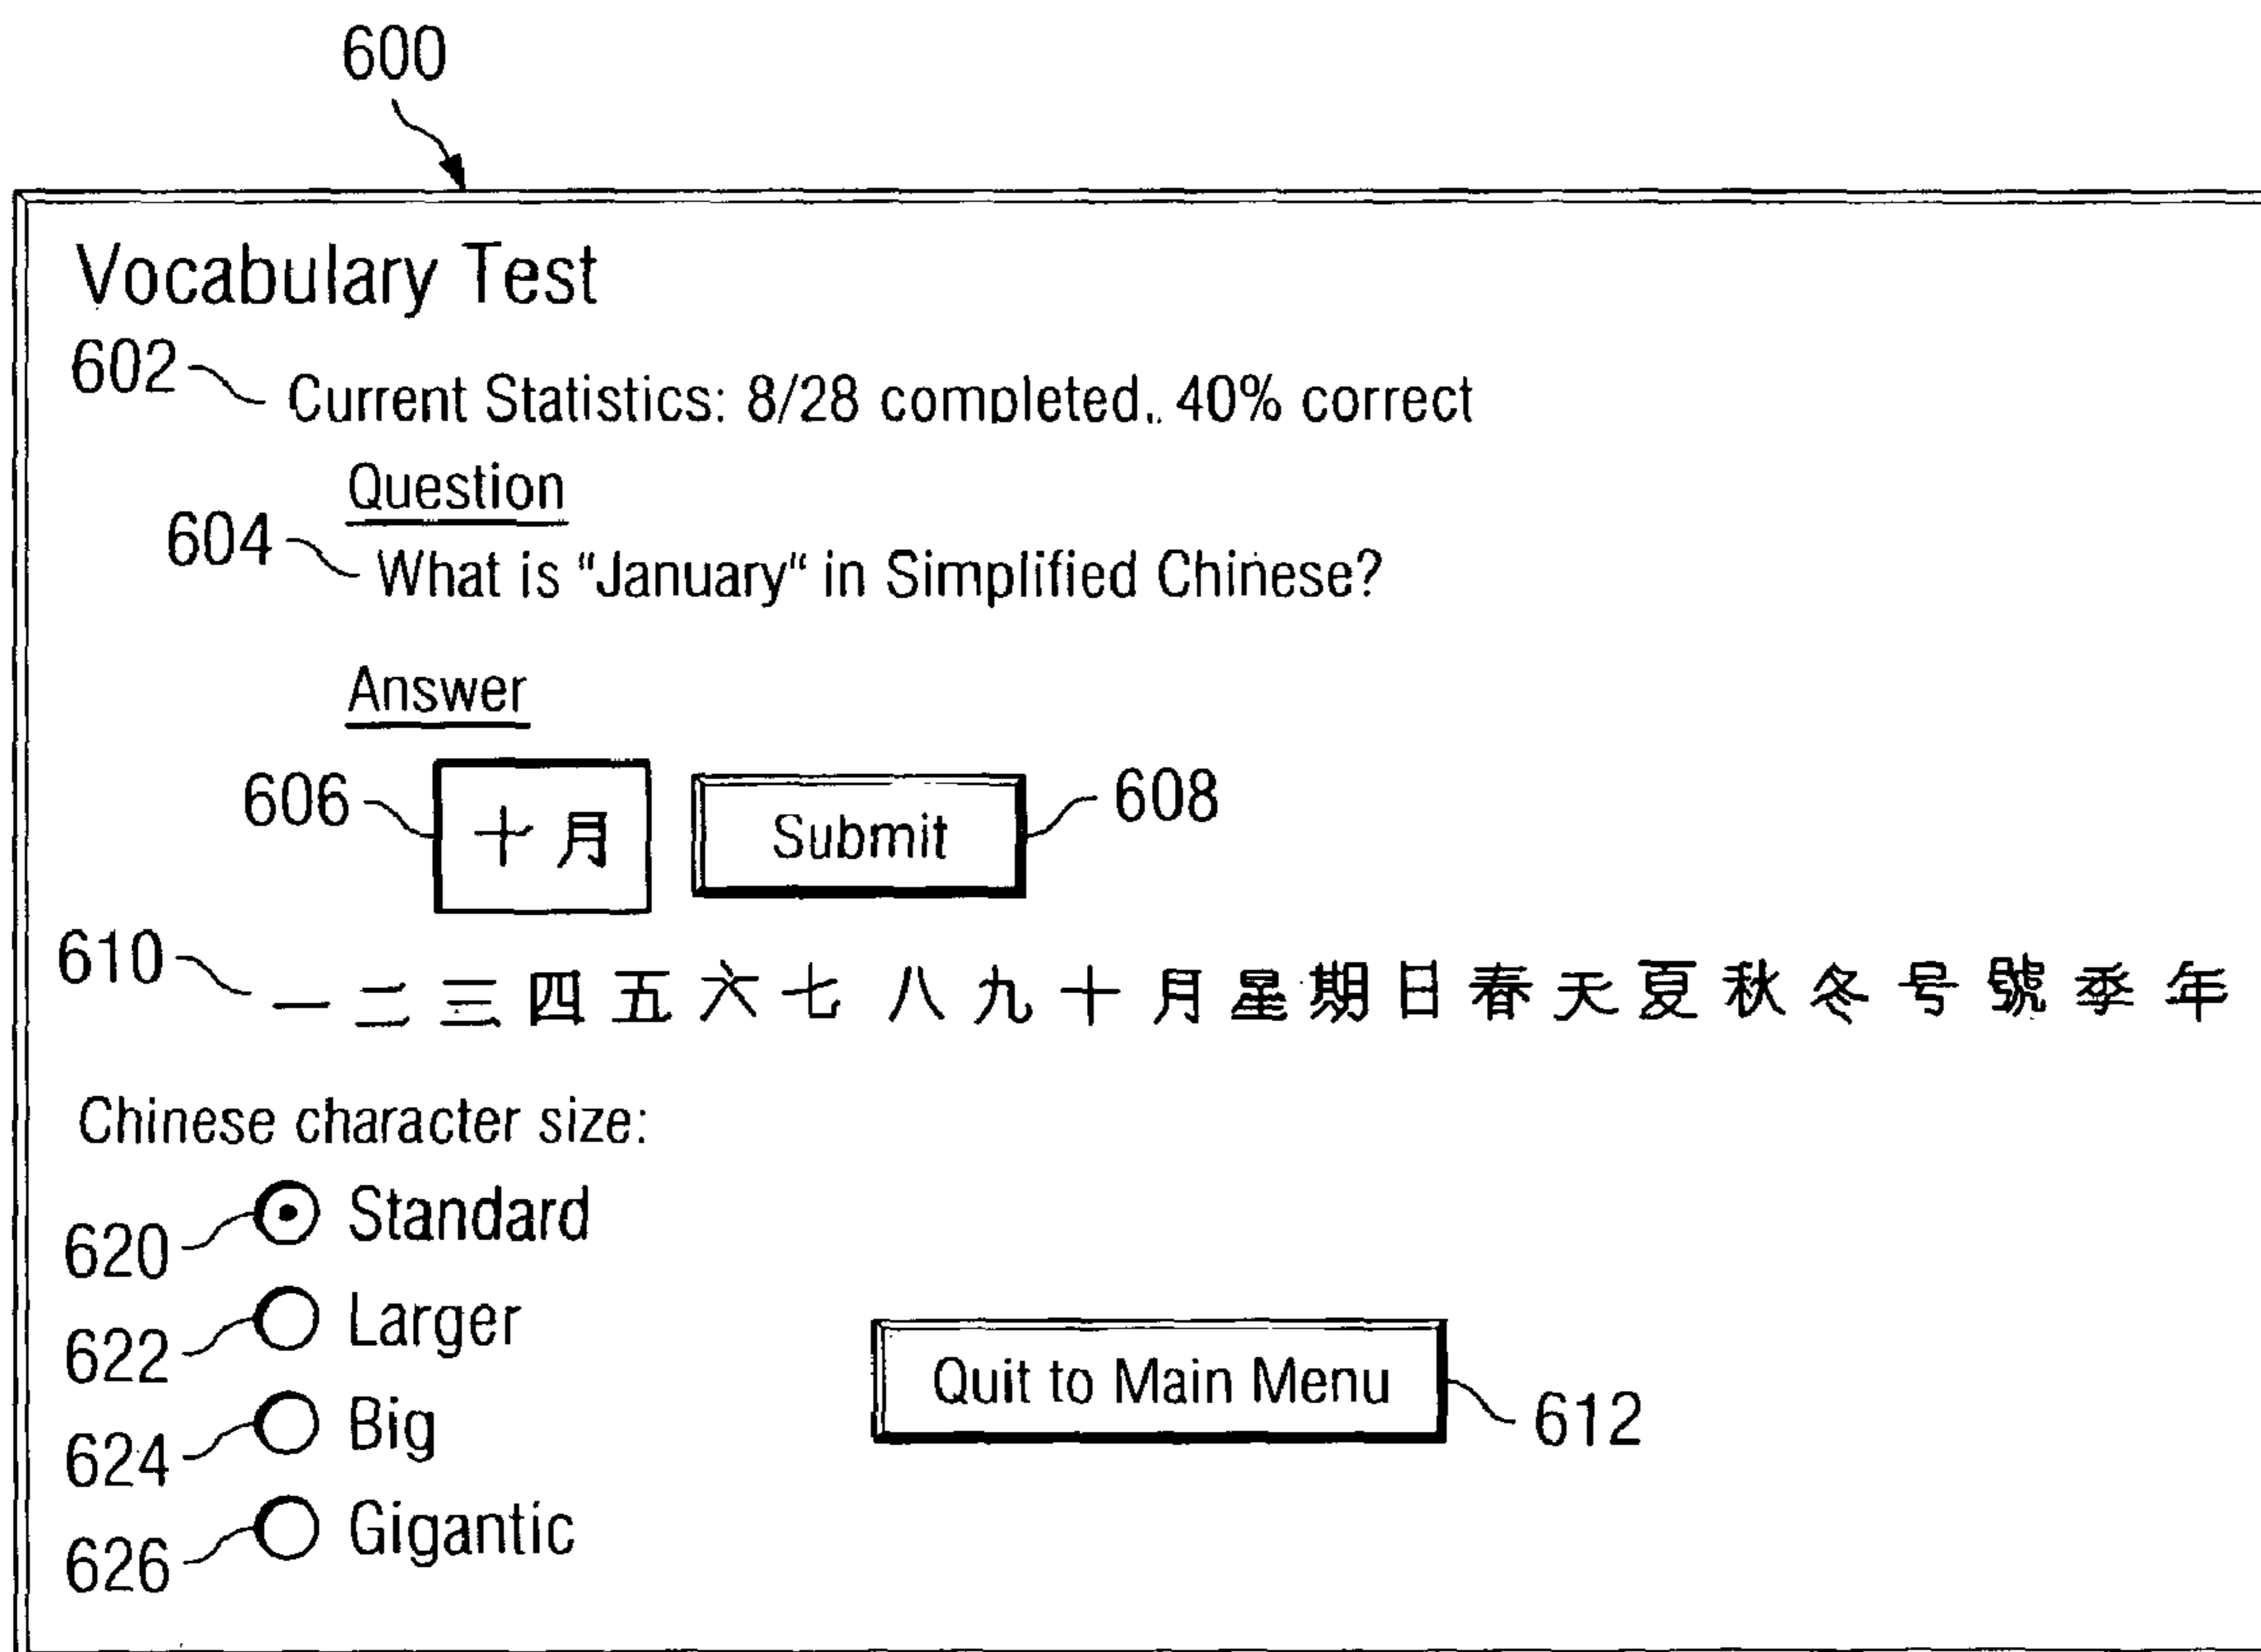 600
Vocabulary Test
602 Current Statistics: 8/28 completed, 40% correct
Question
604 What is "January" in Simplified Chinese?
Answer
606 十月 Submit 608
610 一 二 三 四 五 六 七 八 九 十 月 星 期 日 春 天 夏 秋 冬 号 號 季 年
Chinese character size:
620 Standard
622 Larger
Quit to Main Menu 612
624 Big
626 Gigantic